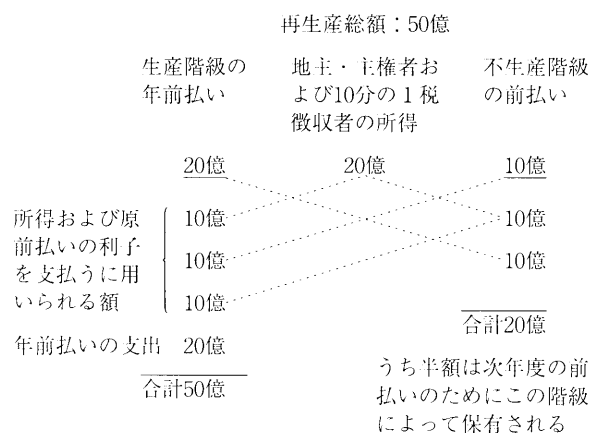 再生産総額：50億
生産階級の
年前払い
地主・主権者お
よび10分の1税
徴収者の所得
不生産階級
の前払い
20億
20億
10億
所得および原
前払いの利子
を支払うに用
いられる額
10億
10億
10億
10億
10億
年前払いの支出 20億
合計50億
合計20億
うち半額は次年度の前
払いのためにこの階級
によって保有される